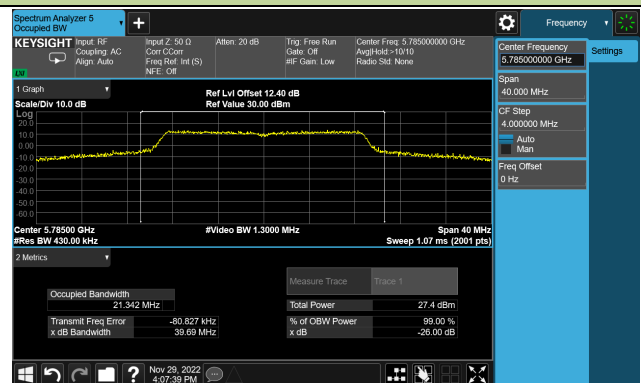 Spectrum Analyzer 5
Occupied BW
Frequency
KEYSIGHT
Input: RF
Coupling: AC
Align: Auto
Input Z: 50 Ω
Corr CCorr
Freq Ref: Int (S)
NFE: Off
Atten: 20 dB
Trig: Free Run
Gate: Off
#IF Gain: Low
Center Freq: 5.785000000 GHz
Avg|Hold:>10/10
Radio Std: None
Center Frequency
5.785000000 GHz
Settings
Span
40.000 MHz
CF Step
4.000000 MHz
Auto
Man
Freq Offset
0 Hz
1 Graph
Scale/Div 10.0 dB
Ref Lvl Offset 12.40 dB
Ref Value 30.00 dBm
Log
20.0
10.0
0.00
-10.0
-20.0
-30.0
-40.0
-50.0
-60.0
Center 5.78500 GHz
#Res BW 430.00 kHz
#Video BW 1.3000 MHz
Span 40 MHz
Sweep 1.07 ms (2001 pts)
2 Metrics
Measure Trace
Trace 1
Occupied Bandwidth
21.342 MHz
Total Power
27.4 dBm
Transmit Freq Error
-80.827 kHz
% of OBW Power
99.00 %
x dB Bandwidth
39.69 MHz
x dB
-26.00 dB
Nov 29, 2022
4:07:39 PM